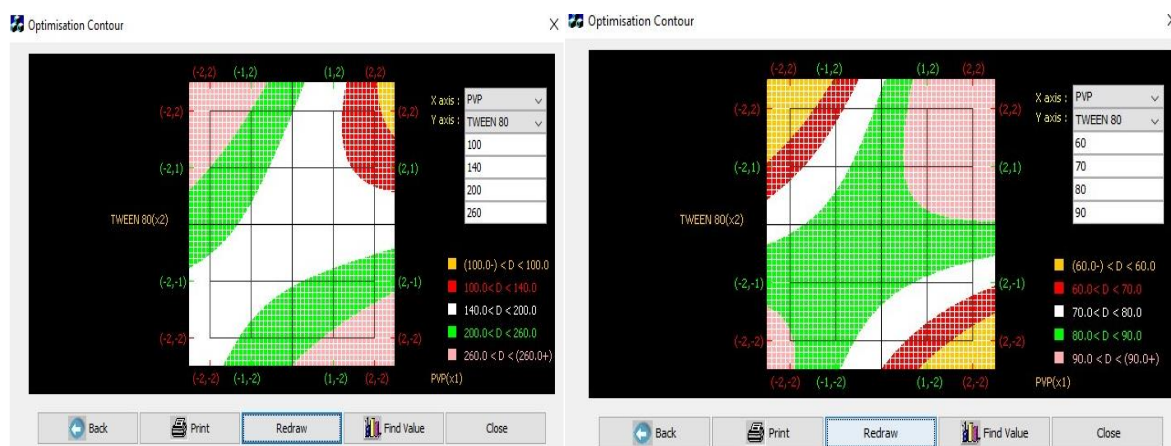 Optimisation Contour X
(-2,2) (-1,2) (1,2) (2,2)
X axis : PVP
Y axis : TWEEN 80
(-2,2) (2,2)
100
140
(-2,1) (2,1)
200
260
TWEEN 80(x2)
(100.0-) < D < 100.0
(-2,-1) (2,-1)
100.0< D < 140.0
140.0< D < 200.0
200.0< D < 260.0
(-2,-2) (2,-2)
260.0 < D < (260.0+)
(-2,-2) (-1,-2) (1,-2) (2,-2) PVP(x1)
Back Print Redraw Find Value Close
Optimisation Contour X
(-2,2) (-1,2) (1,2) (2,2)
X axis : PVP
Y axis : TWEEN 80
(-2,2) (2,2)
60
70
(-2,1) (2,1)
80
90
TWEEN 80(x2)
(60.0-) < D < 60.0
(-2,-1) (2,-1)
60.0< D < 70.0
70.0< D < 80.0
80.0< D < 90.0
(-2,-2) (2,-2)
90.0 < D < (90.0+)
(-2,-2) (-1,-2) (1,-2) (2,-2) PVP(x1)
Back Print Redraw Find Value Close